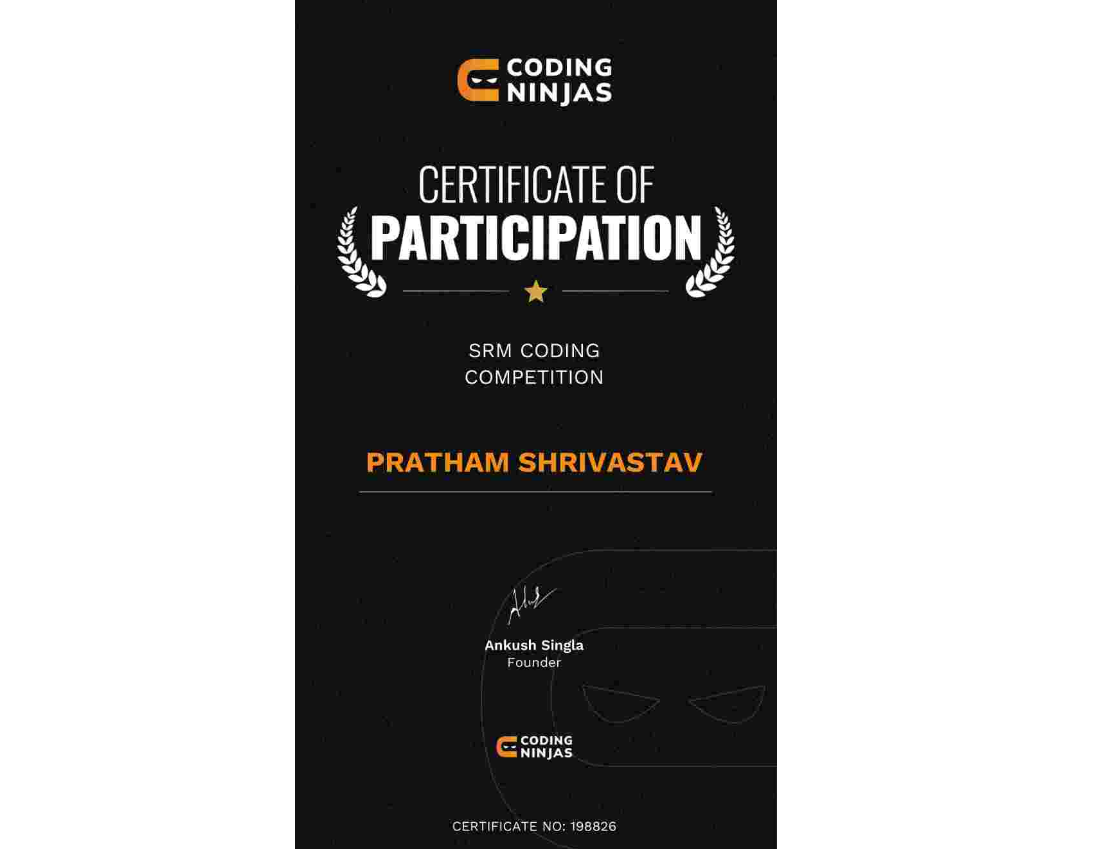 CODING
NINJAS
CERTIFICATE OF
PARTICIPATION
SRM CODING
COMPETITION
PRATHAM SHRIVASTAV
Ankush Singla
Founder
CODING
NINJAS
CERTIFICATE NO: 198826